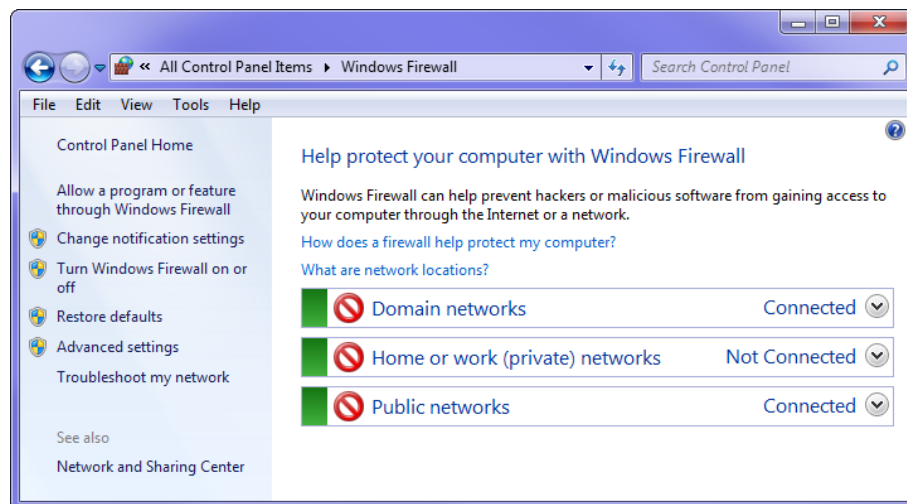 « All Control Panel Items ▸ Windows Firewall
Search Control Panel
File Edit View Tools Help
Control Panel Home
Allow a program or feature
through Windows Firewall
Change notification settings
Turn Windows Firewall on or
off
Restore defaults
Advanced settings
Troubleshoot my network
See also
Network and Sharing Center
Help protect your computer with Windows Firewall
Windows Firewall can help prevent hackers or malicious software from gaining access to
your computer through the Internet or a network.
How does a firewall help protect my computer?
What are network locations?
Domain networks Connected
Home or work (private) networks Not Connected
Public networks Connected